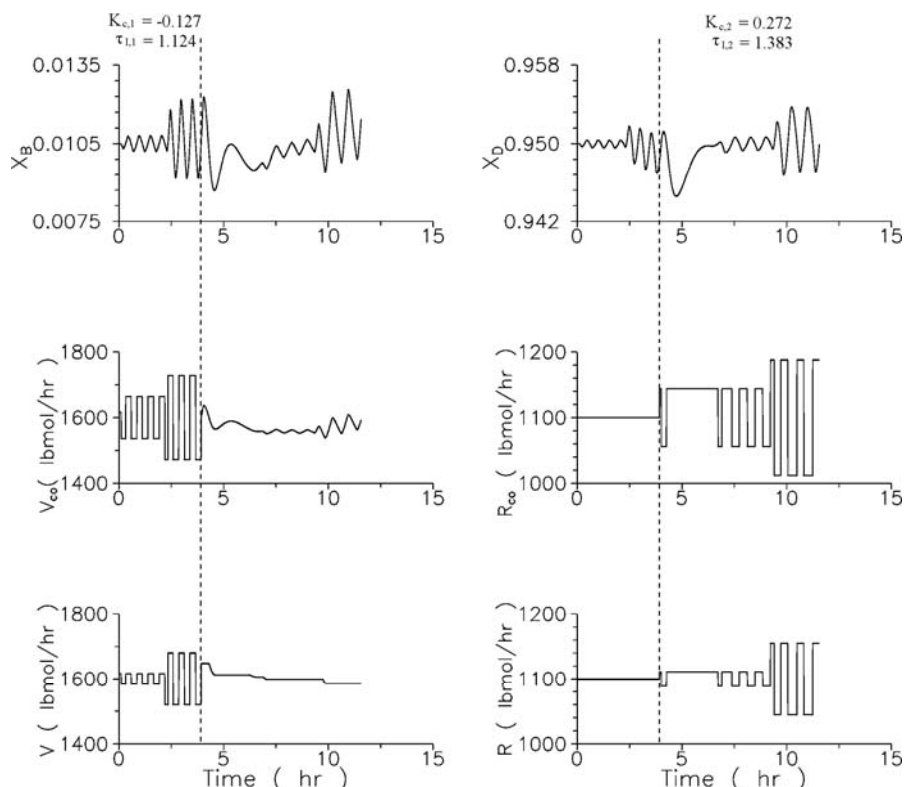 K_c,1 = -0.127
τ_I,1 = 1.124
K_c,2 = 0.272
τ_I,2 = 1.383
0.0135
0.0105
0.0075
X_B
0 5 10 15
0.958
0.950
0.942
X_D
0 5 10 15
1800
1600
1400
V_co ( lbmol/hr )
0 5 10 15
1200
1100
1000
R_co ( lbmol/hr )
0 5 10 15
1800
1600
1400
V ( lbmol/hr )
0 5 10 15
Time ( hr )
1200
1100
1000
R ( lbmol/hr )
0 5 10 15
Time ( hr )